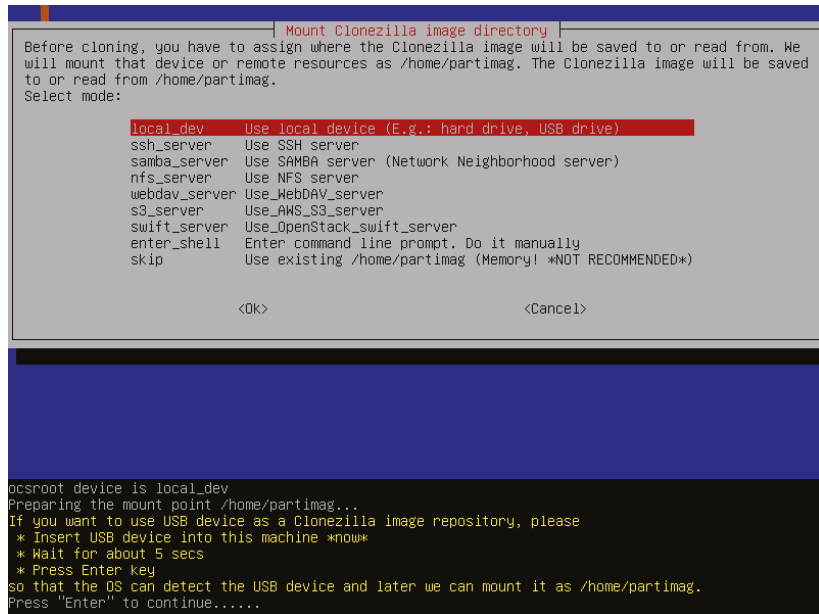 Mount Clonezilla image directory
Before cloning, you have to assign where the Clonezilla image will be saved to or read from. We
will mount that device or remote resources as /home/partimag. The Clonezilla image will be saved
to or read from /home/partimag.
Select mode:
local_dev Use local device (E.g.: hard drive, USB drive)
ssh_server Use SSH server
samba_server Use SAMBA server (Network Neighborhood server)
nfs_server Use NFS server
webdav_server Use_WebDAV_server
s3_server Use_AWS_S3_server
swift_server Use_OpenStack_swift_server
enter_shell Enter command line prompt. Do it manually
skip Use existing /home/partimag (Memory! *NOT RECOMMENDED*)
<Ok> <Cancel>
ocsroot device is local_dev
Preparing the mount point /home/partimag...
If you want to use USB device as a Clonezilla image repository, please
* Insert USB device into this machine *now*
* Wait for about 5 secs
* Press Enter key
so that the OS can detect the USB device and later we can mount it as /home/partimag.
Press "Enter" to continue......